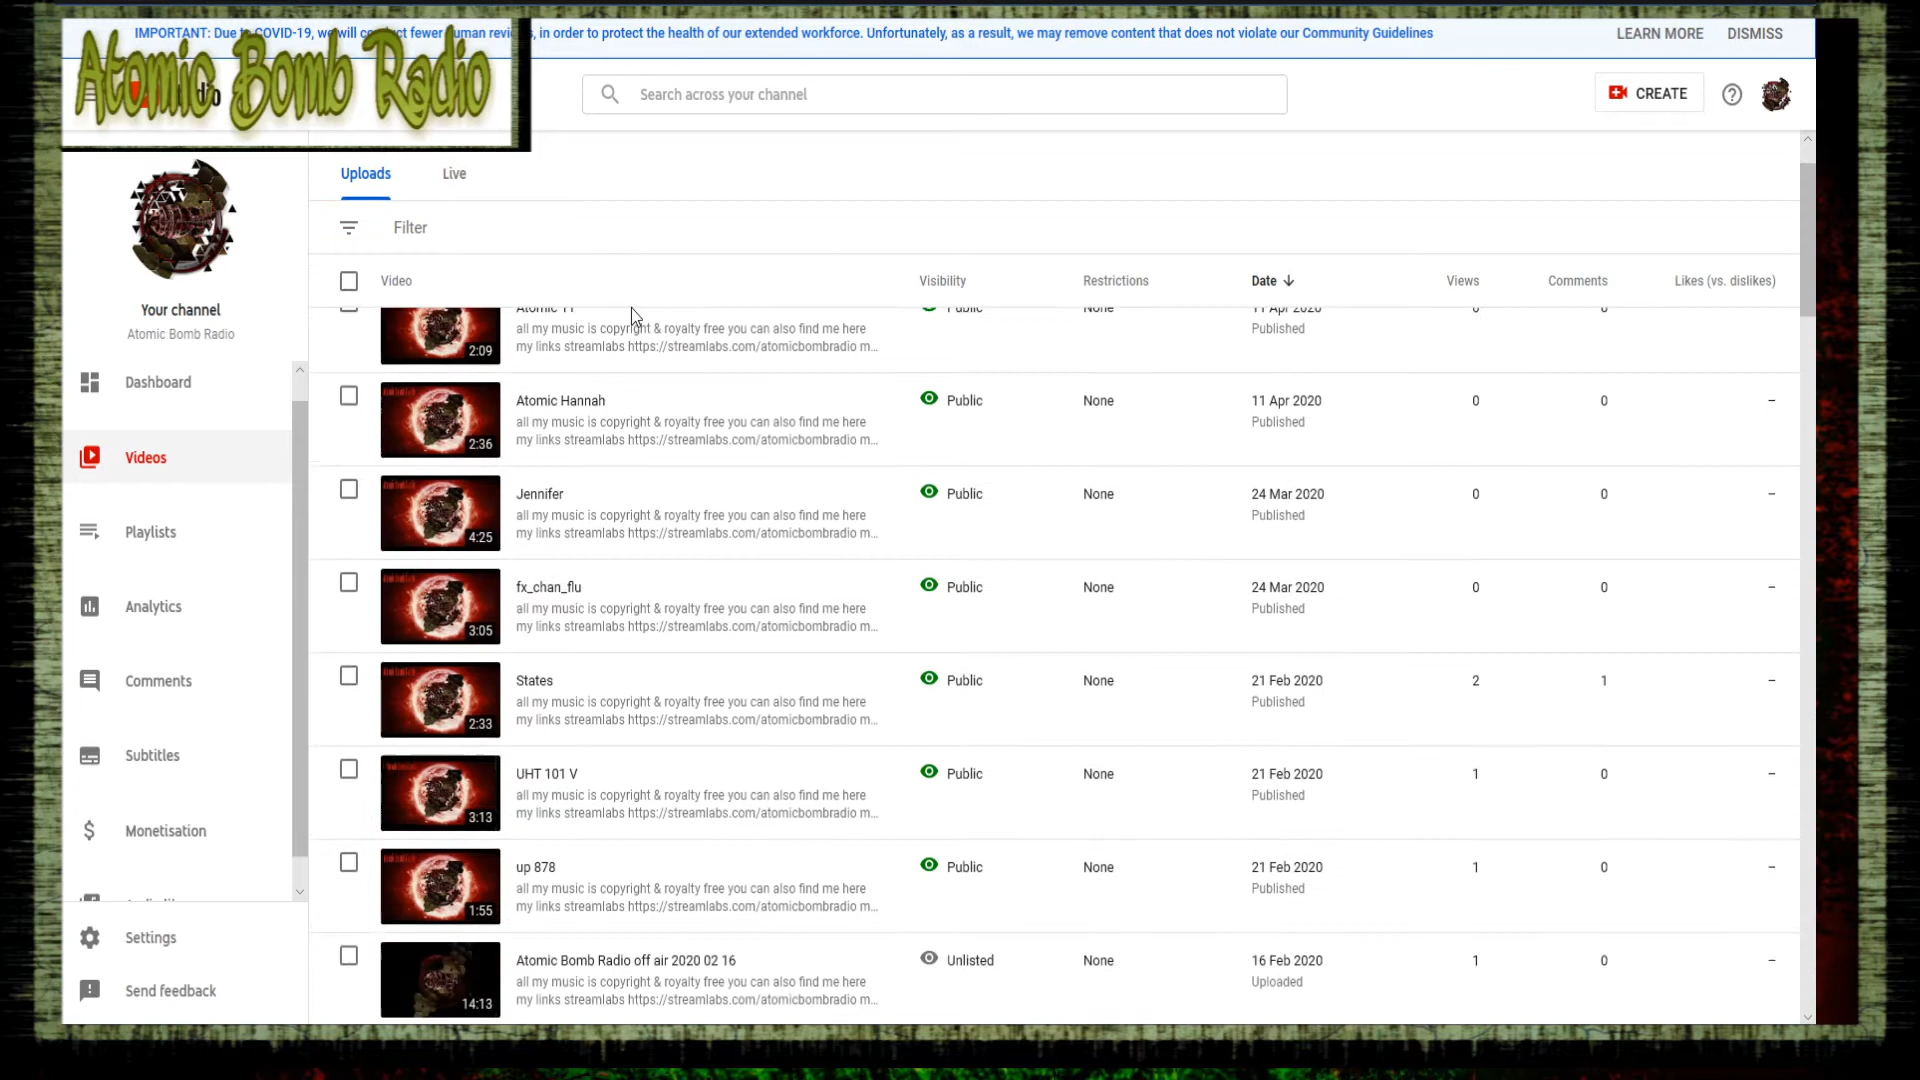 IMPORTANT: Due to COVID-19, we will conduct fewer human reviews, in order to protect the health of our extended workforce. Unfortunately, as a result, we may remove content that does not violate our Community Guidelines
LEARN MORE
DISMISS
Atomic Bomb Radio
Search across your channel
CREATE
Your channel
Atomic Bomb Radio
Dashboard
Videos
Playlists
Analytics
Comments
Subtitles
Monetisation
Settings
Send feedback
Uploads Live
Filter
Video Visibility Restrictions Date Views Comments Likes (vs. dislikes)
Atomic 11 Public None 11 Apr 2020 0 0
all my music is copyright & royalty free you can also find me here Published
my links streamlabs https://streamlabs.com/atomicbombradio m...
2:09
Atomic Hannah Public None 11 Apr 2020 0 0 –
all my music is copyright & royalty free you can also find me here Published
my links streamlabs https://streamlabs.com/atomicbombradio m...
2:36
Jennifer Public None 24 Mar 2020 0 0 –
all my music is copyright & royalty free you can also find me here Published
my links streamlabs https://streamlabs.com/atomicbombradio m...
4:25
fx_chan_flu Public None 24 Mar 2020 0 0 –
all my music is copyright & royalty free you can also find me here Published
my links streamlabs https://streamlabs.com/atomicbombradio m...
3:05
States Public None 21 Feb 2020 2 1 –
all my music is copyright & royalty free you can also find me here Published
my links streamlabs https://streamlabs.com/atomicbombradio m...
2:33
UHT 101 V Public None 21 Feb 2020 1 0 –
all my music is copyright & royalty free you can also find me here Published
my links streamlabs https://streamlabs.com/atomicbombradio m...
3:13
up 878 Public None 21 Feb 2020 1 0 –
all my music is copyright & royalty free you can also find me here Published
my links streamlabs https://streamlabs.com/atomicbombradio m...
1:55
Atomic Bomb Radio off air 2020 02 16 Unlisted None 16 Feb 2020 1 0 –
all my music is copyright & royalty free you can also find me here Uploaded
my links streamlabs https://streamlabs.com/atomicbombradio m...
14:13